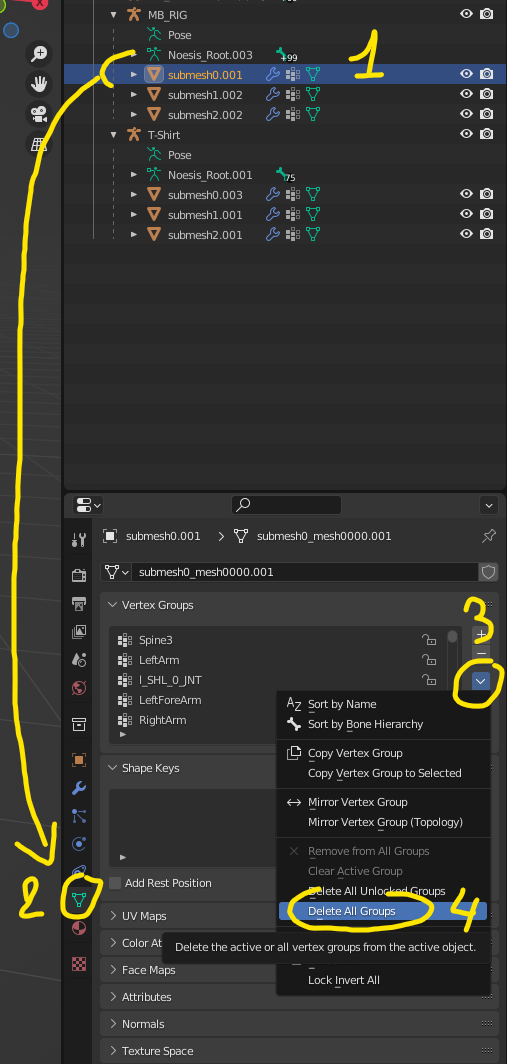 MB_RIG
Pose
Noesis_Root.003 +99
1
submesh0.001
submesh1.002
submesh2.002
T-Shirt
Pose
Noesis_Root.001 75
submesh0.003
submesh1.001
submesh2.001
submesh0.001 > submesh0_mesh0000.001
submesh0_mesh0000.001
Vertex Groups
3
Spine3
LeftArm
l_SHL_0_JNT
LeftForeArm
RightArm
AZ Sort by Name
Sort by Bone Hierarchy
Copy Vertex Group
Copy Vertex Group to Selected
Mirror Vertex Group
Mirror Vertex Group (Topology)
Remove from All Groups
Clear Active Group
Delete All Unlocked Groups
Delete All Groups
4
Delete the active or all vertex groups from the active object.
Lock Invert All
Shape Keys
2
Add Rest Position
UV Maps
Color At
Face Maps
Attributes
Normals
Texture Space